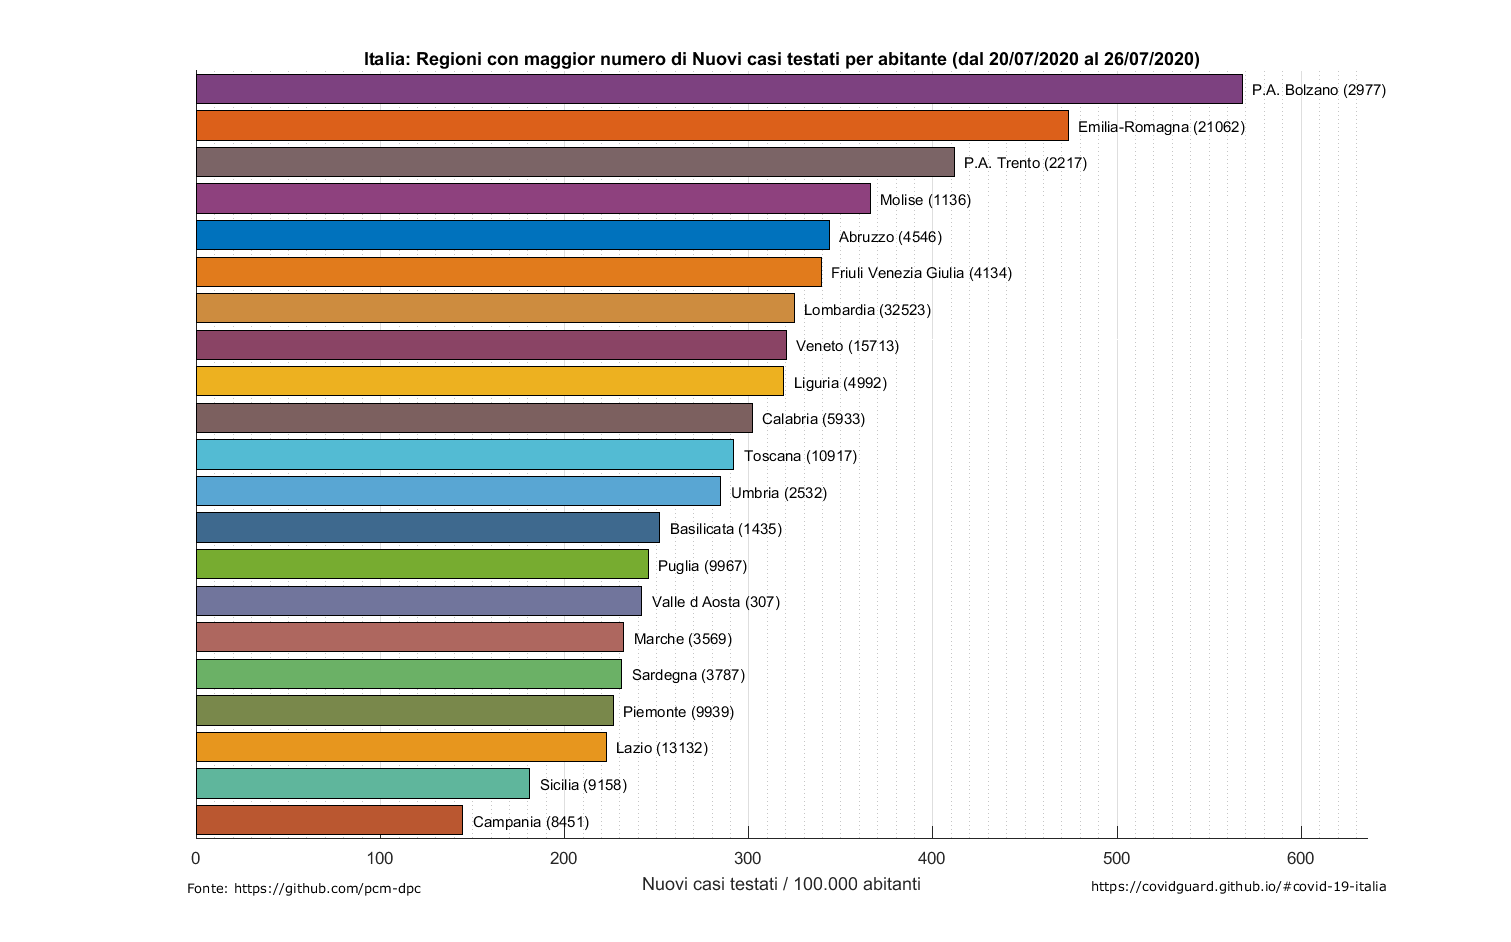 Italia: Regioni con maggior numero di Nuovi casi testati per abitante (dal 20/07/2020 al 26/07/2020)
P.A. Bolzano (2977)
Emilia-Romagna (21062)
P.A. Trento (2217)
Molise (1136)
Abruzzo (4546)
Friuli Venezia Giulia (4134)
Lombardia (32523)
Veneto (15713)
Liguria (4992)
Calabria (5933)
Toscana (10917)
Umbria (2532)
Basilicata (1435)
Puglia (9967)
Valle d Aosta (307)
Marche (3569)
Sardegna (3787)
Piemonte (9939)
Lazio (13132)
Sicilia (9158)
Campania (8451)
0 100 200 300 400 500 600
Nuovi casi testati / 100.000 abitanti
Fonte: https://github.com/pcm-dpc
https://covidguard.github.io/#covid-19-italia